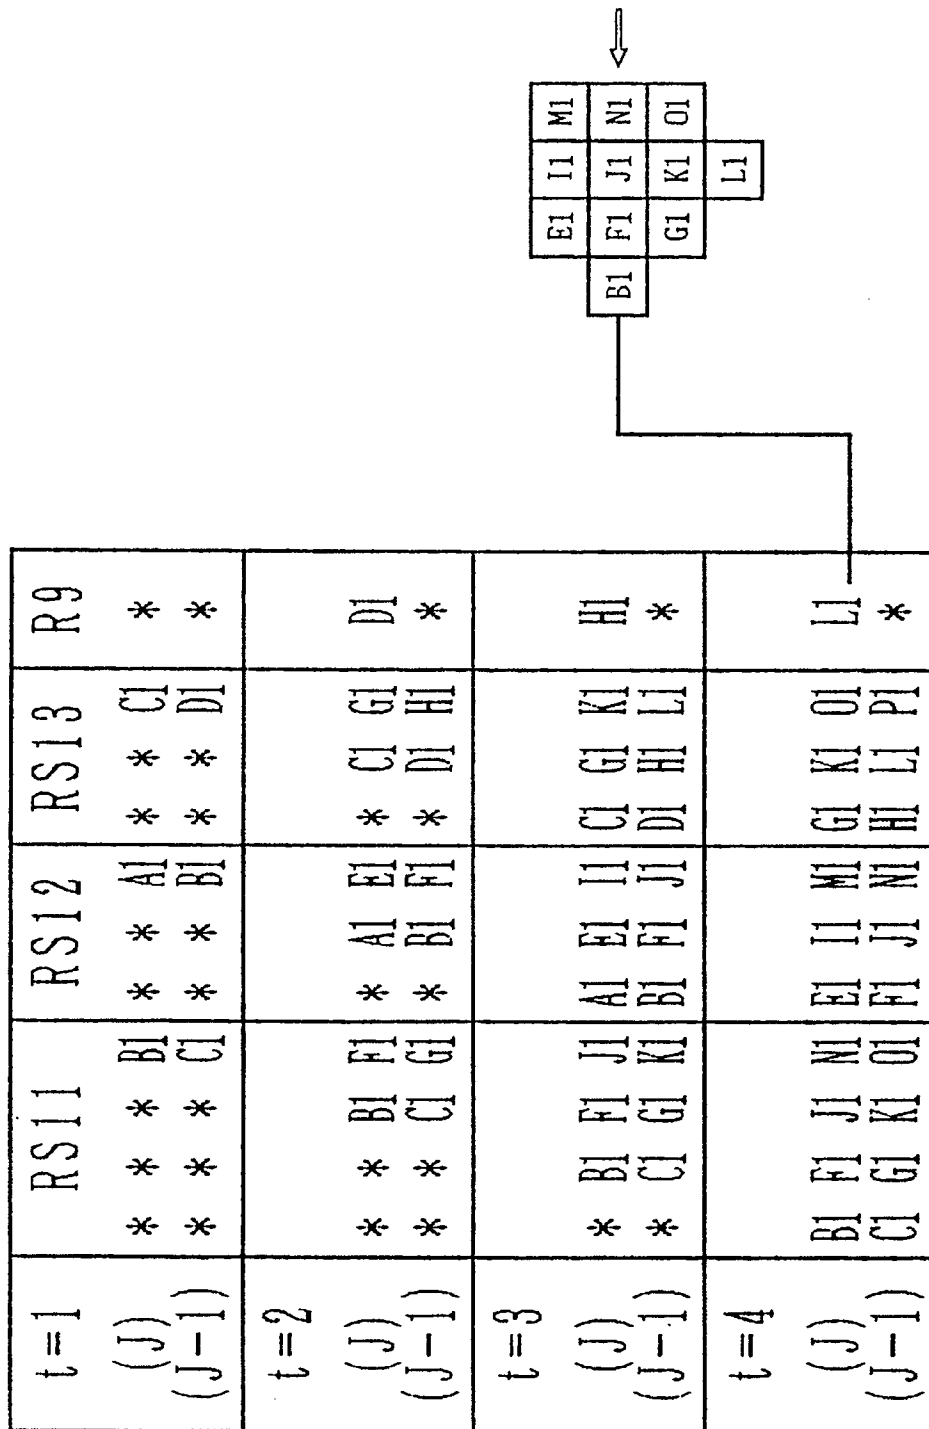 RS11 RS12 RS13 R9
t=1
(J) * * * B1 * * A1 * * C1 *
(J-1) * * * C1 * * B1 * * D1 *
t=2
(J) * * B1 F1 * A1 E1 * C1 G1 D1
(J-1) * * C1 G1 * B1 F1 * D1 H1 *
t=3
(J) * B1 F1 J1 A1 E1 I1 C1 G1 K1 H1
(J-1) * C1 G1 K1 B1 F1 J1 D1 H1 L1 *
t=4
(J) B1 F1 J1 N1 E1 I1 M1 G1 K1 O1 L1
(J-1) C1 G1 K1 O1 F1 J1 N1 H1 L1 P1 *
E1 I1 M1
B1 F1 J1 N1
G1 K1 O1
L1